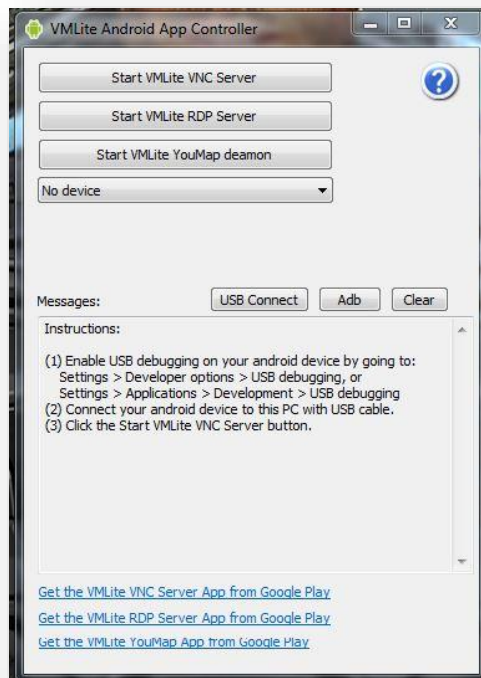 VMLite Android App Controller
Start VMLite VNC Server
Start VMLite RDP Server
Start VMLite YouMap deamon
No device
Messages:
USB Connect
Adb
Clear
Instructions:
(1) Enable USB debugging on your android device by going to:
Settings > Developer options > USB debugging, or
Settings > Applications > Development > USB debugging
(2) Connect your android device to this PC with USB cable.
(3) Click the Start VMLite VNC Server button.
Get the VMLite VNC Server App from Google Play
Get the VMLite RDP Server App from Google Play
Get the VMLite YouMap App from Google Play